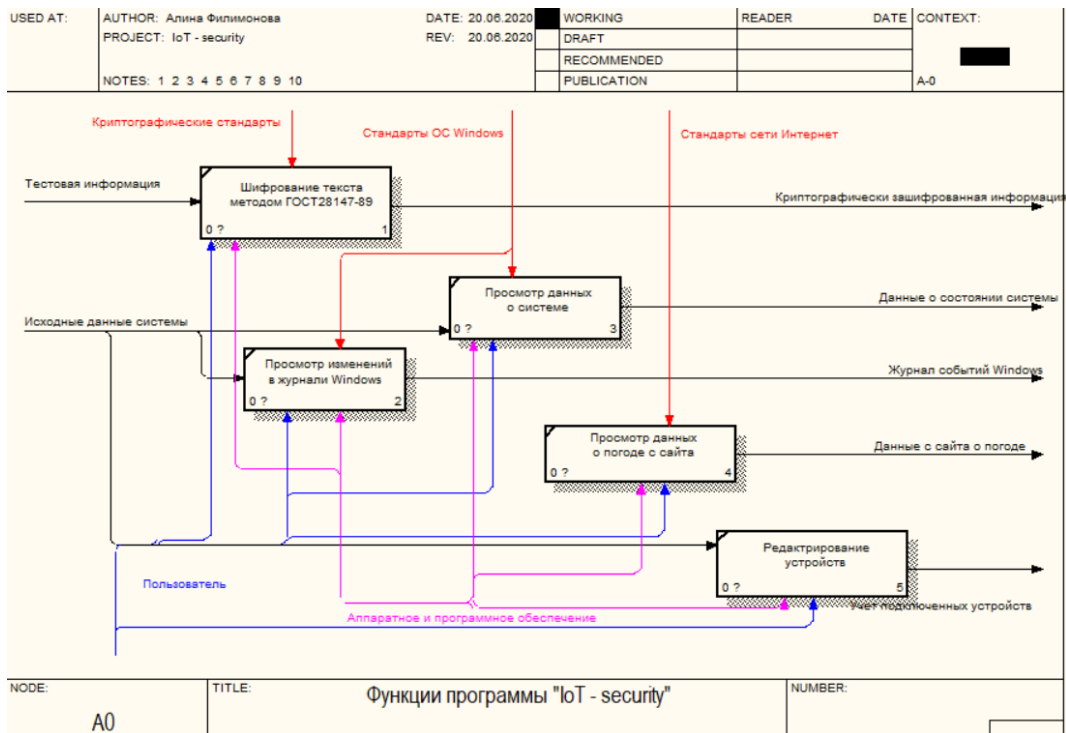 USED AT:
AUTHOR: Алина Филимонова
DATE: 20.06.2020
WORKING
READER
DATE
CONTEXT:
PROJECT: IoT - security
REV: 20.06.2020
DRAFT
RECOMMENDED
NOTES: 1 2 3 4 5 6 7 8 9 10
PUBLICATION
A-0
Криптографические стандарты
Стандарты ОС Windows
Стандарты сети Интернет
Тестовая информация
Шифрование текста
методом ГОСТ28147-89
0 ?
1
Криптографически зашифрованная информация
Просмотр данных
о системе
0 ?
3
Данные о состоянии системы
Исходные данные системы
Просмотр изменений
в журнали Windows
0 ?
2
Журнал событий Windows
Просмотр данных
о погоде с сайта
0 ?
4
Данные с сайта о погоде
Редактрирование
устройств
0 ?
5
Пользователь
Учет подключенных устройств
Аппаратное и программное обеспечение
NODE:
TITLE:
NUMBER:
A0
Функции программы "IoT - security"